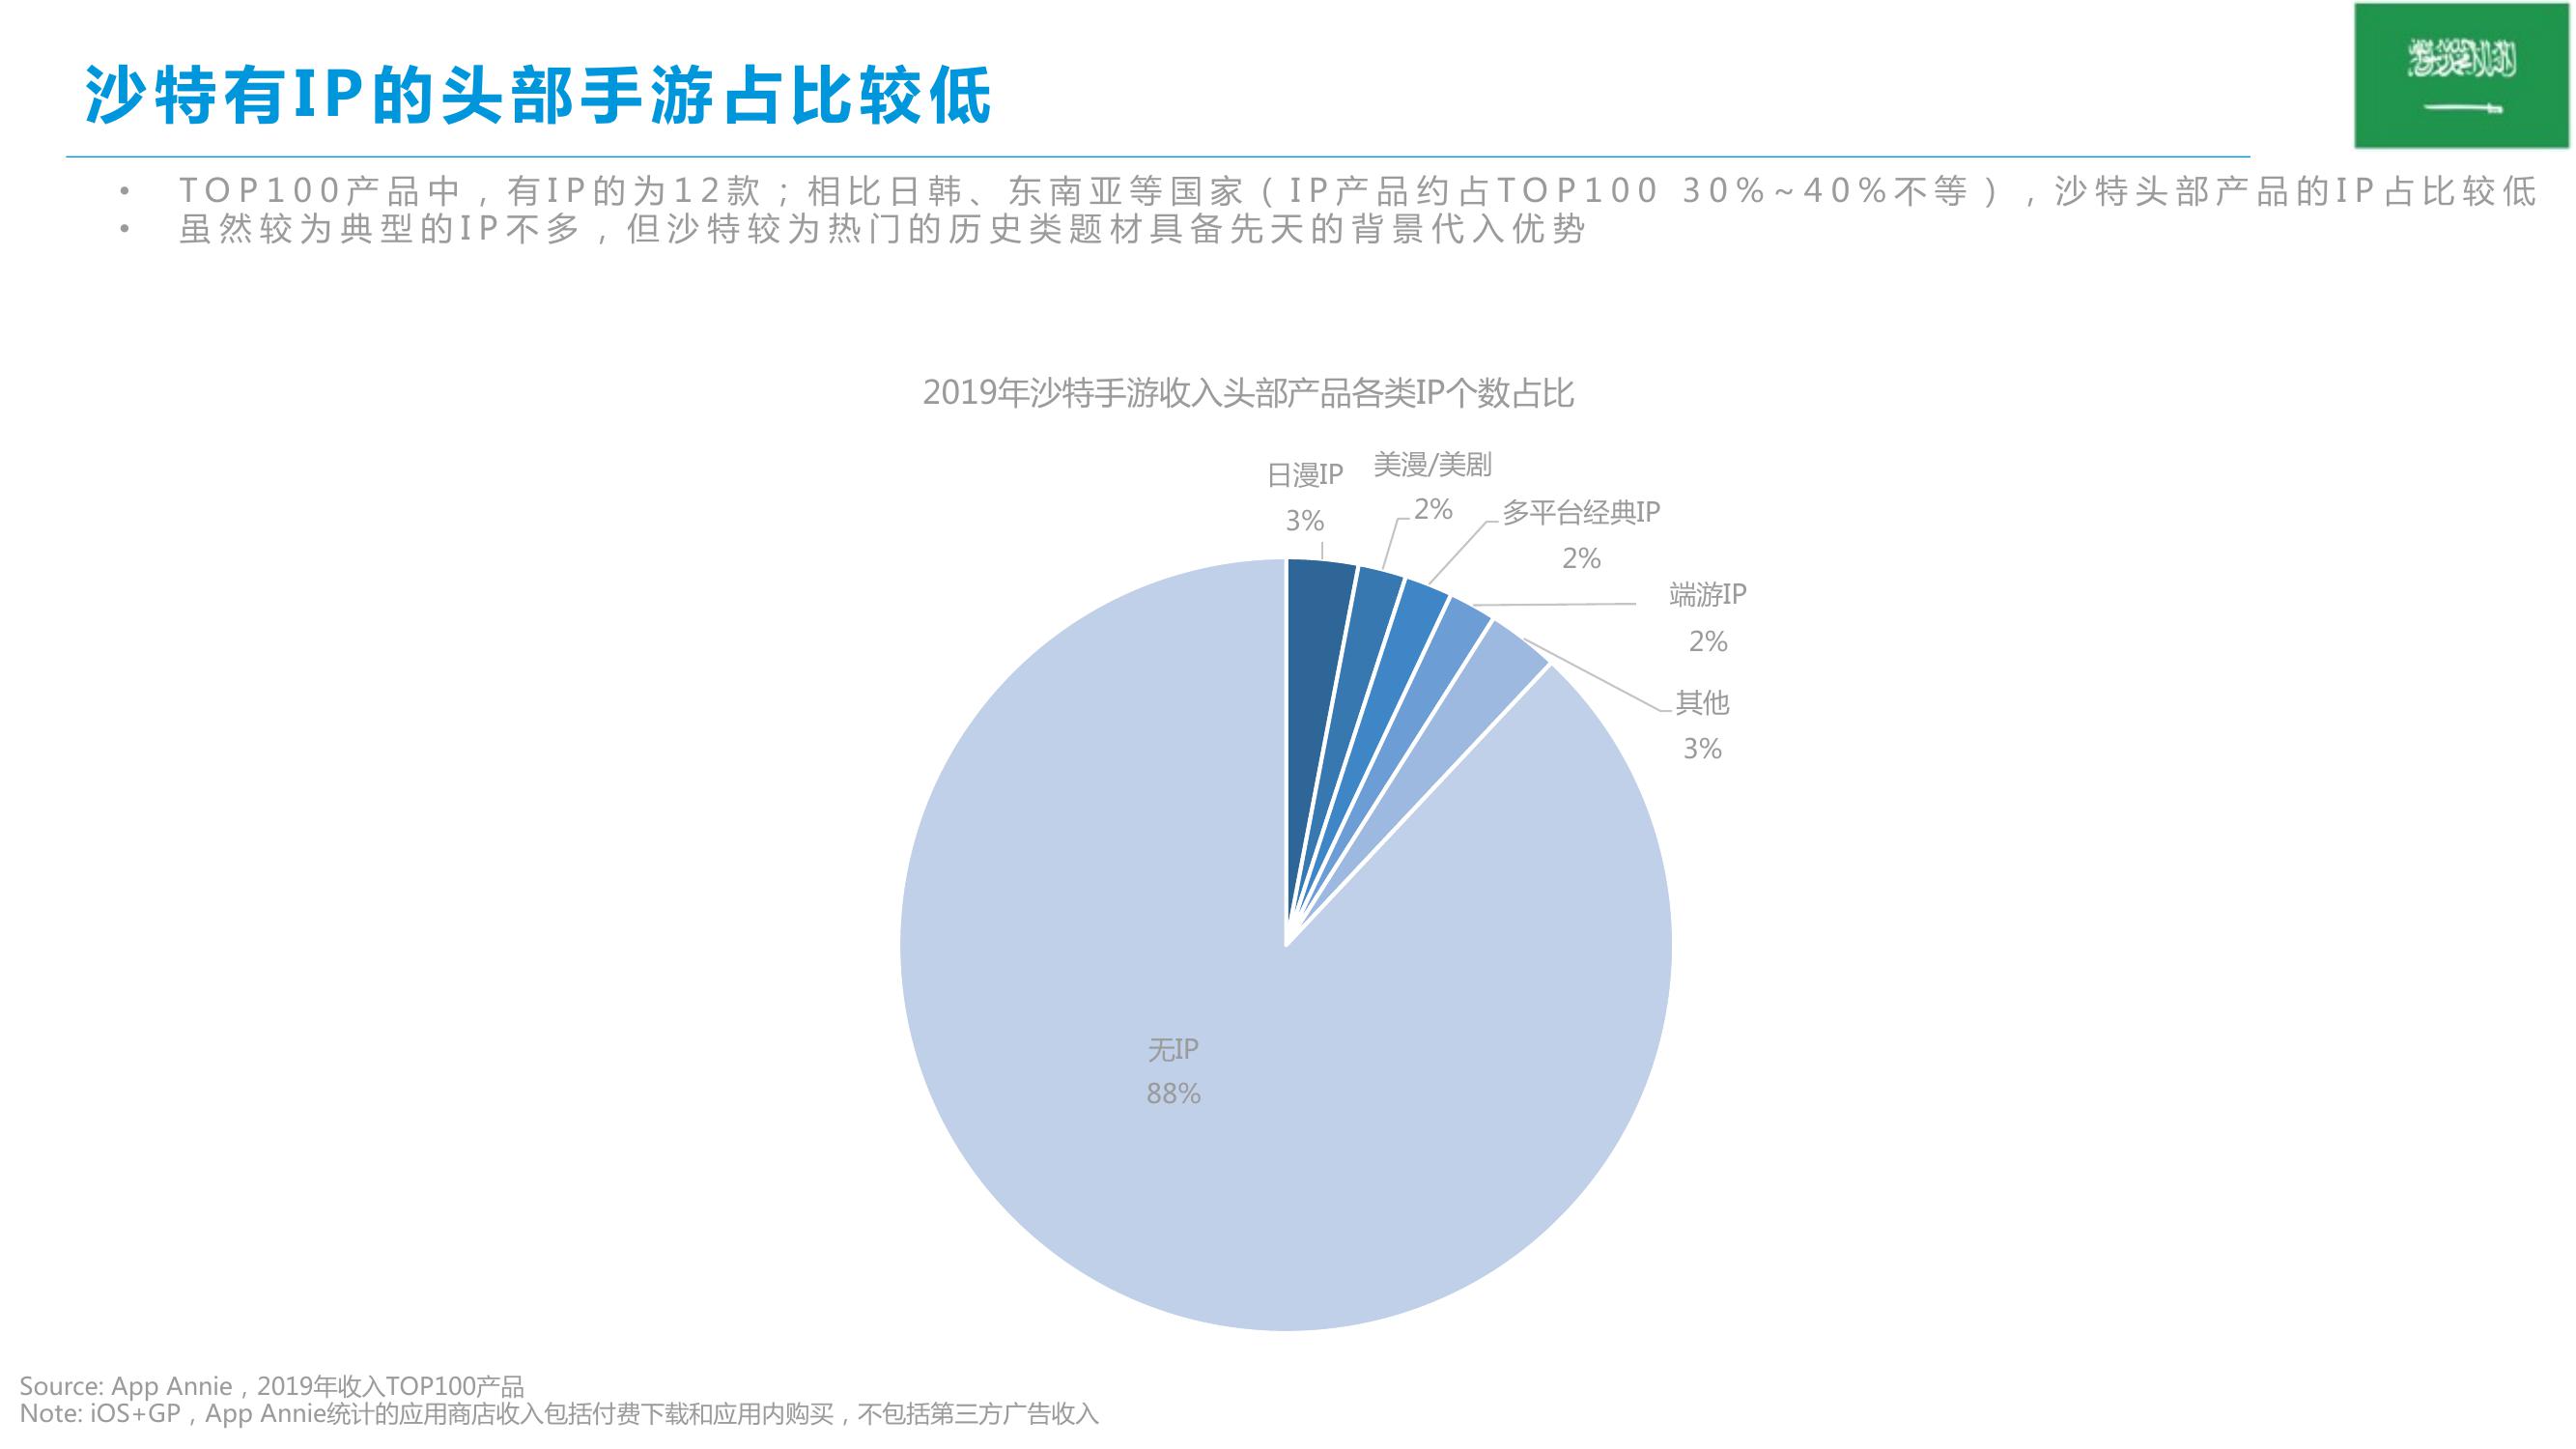 沙特有IP的头部手游占比较低
• TOP100产品中，有IP的为12款；相比日韩、东南亚等国家（IP产品约占TOP100 30%~40%不等），沙特头部产品的IP占比较低
• 虽然较为典型的IP不多，但沙特较为热门的历史类题材具备先天的背景代入优势
2019年沙特手游收入头部产品各类IP个数占比
日漫IP
3%
美漫/美剧
2%
多平台经典IP
2%
端游IP
2%
其他
3%
无IP
88%
Source: App Annie，2019年收入TOP100产品
Note: iOS+GP，App Annie统计的应用商店收入包括付费下载和应用内购买，不包括第三方广告收入